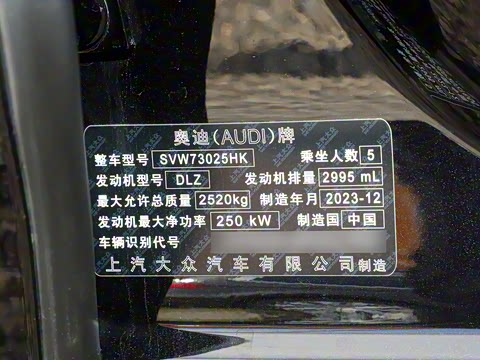 奥迪(AUDI)牌
整车型号 SVW73025HK 乘坐人数 5
发动机型号 DLZ 发动机排量 2995 mL
最大允许总质量 2520kg 制造年月 2023-12
发动机最大净功率 250 kW 制造国 中国
车辆识别代号
上汽大众汽车有限公司制造